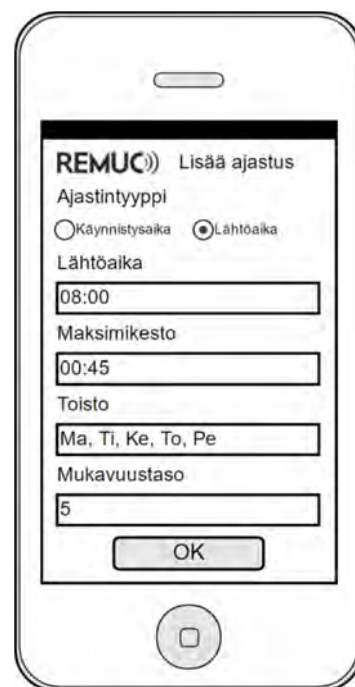 REMUC Lisää ajastus
Ajastintyyppi
Käynnistysaika Lähtöaika
Lähtöaika
08:00
Maksimikesto
00:45
Toisto
Ma, Ti, Ke, To, Pe
Mukavuustaso
5
OK